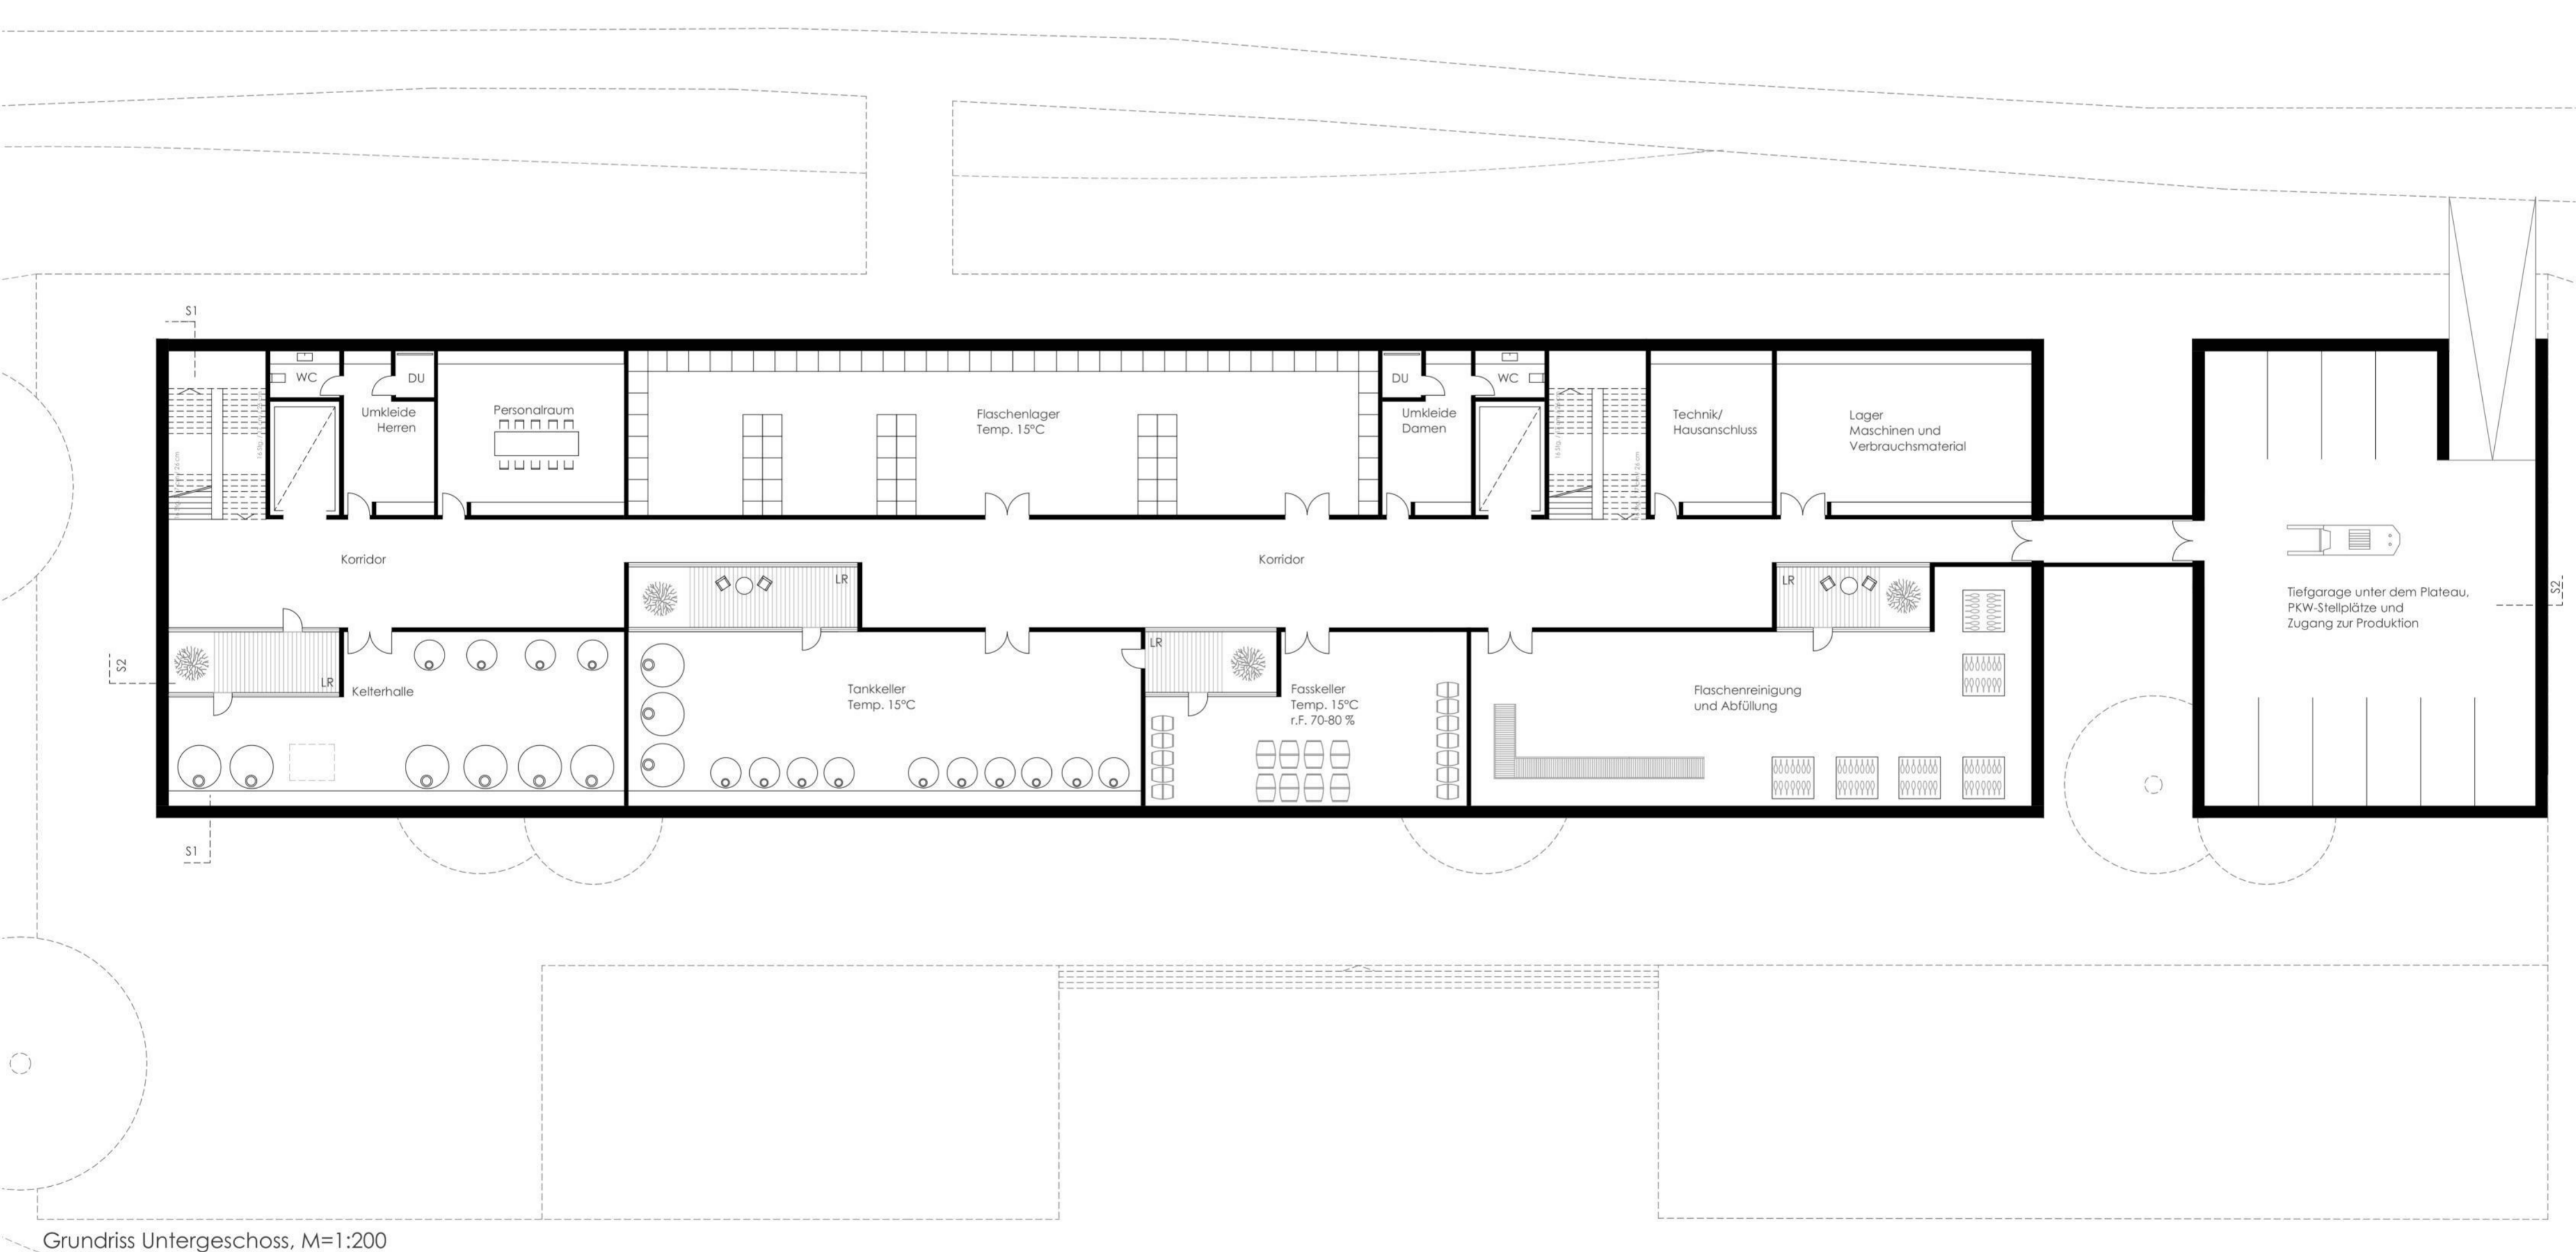 S1
WC
DU
Umkleide
Herren
Personalraum
Flaschenlager
Temp. 15°C
DU
WC
Umkleide
Damen
Technik/
Hausanschluss
Lager
Maschinen und
Verbrauchsmaterial
Korridor
Korridor
LR
LR
Tiefgarage unter dem Plateau,
PKW-Stellplätze und
Zugang zur Produktion
S2
S2
LR
Kelterhalle
Tankkeller
Temp. 15°C
LR
Fasskeller
Temp. 15°C
r.F. 70-80 %
Flaschenreinigung
und Abfüllung
S1
Grundriss Untergeschoss, M=1:200